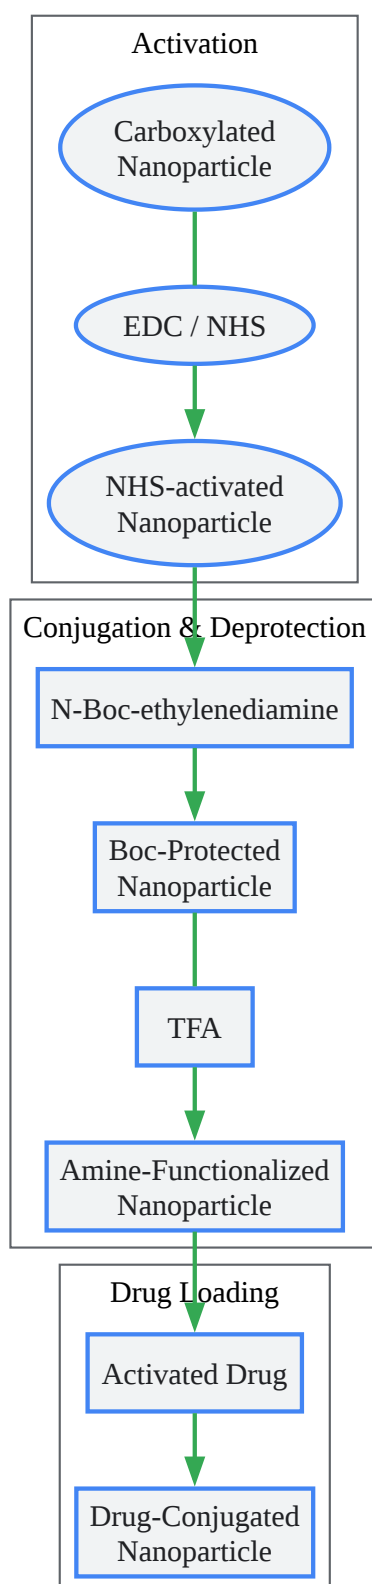 Activation
Carboxylated
Nanoparticle
EDC / NHS
NHS-activated
Nanoparticle
Conjugation & Deprotection
N-Boc-ethylenediamine
Boc-Protected
Nanoparticle
TFA
Amine-Functionalized
Nanoparticle
Drug Loading
Activated Drug
Drug-Conjugated
Nanoparticle